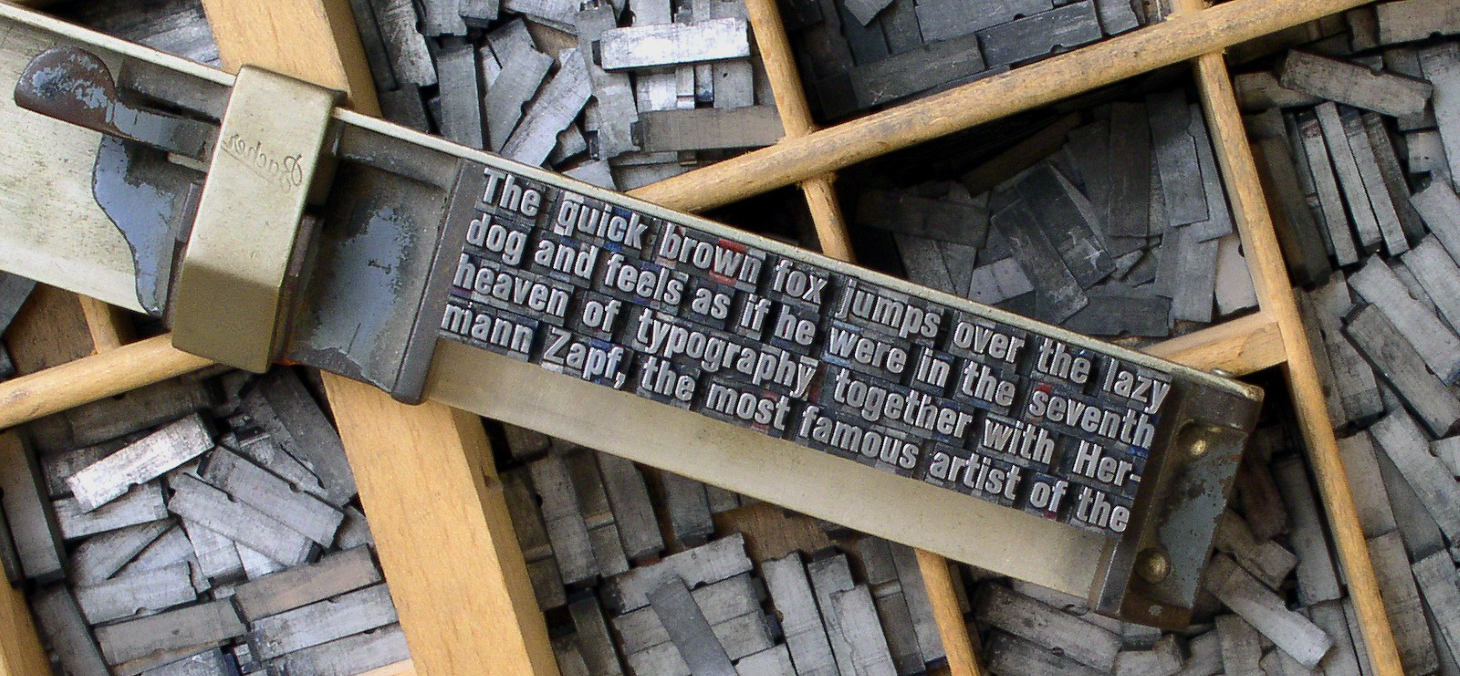 The guick brown fox jumps over the lazy
dog and feels as if he were in the seventh
heaven of typography together with Her-
mann Zapf, the most famous artist of the